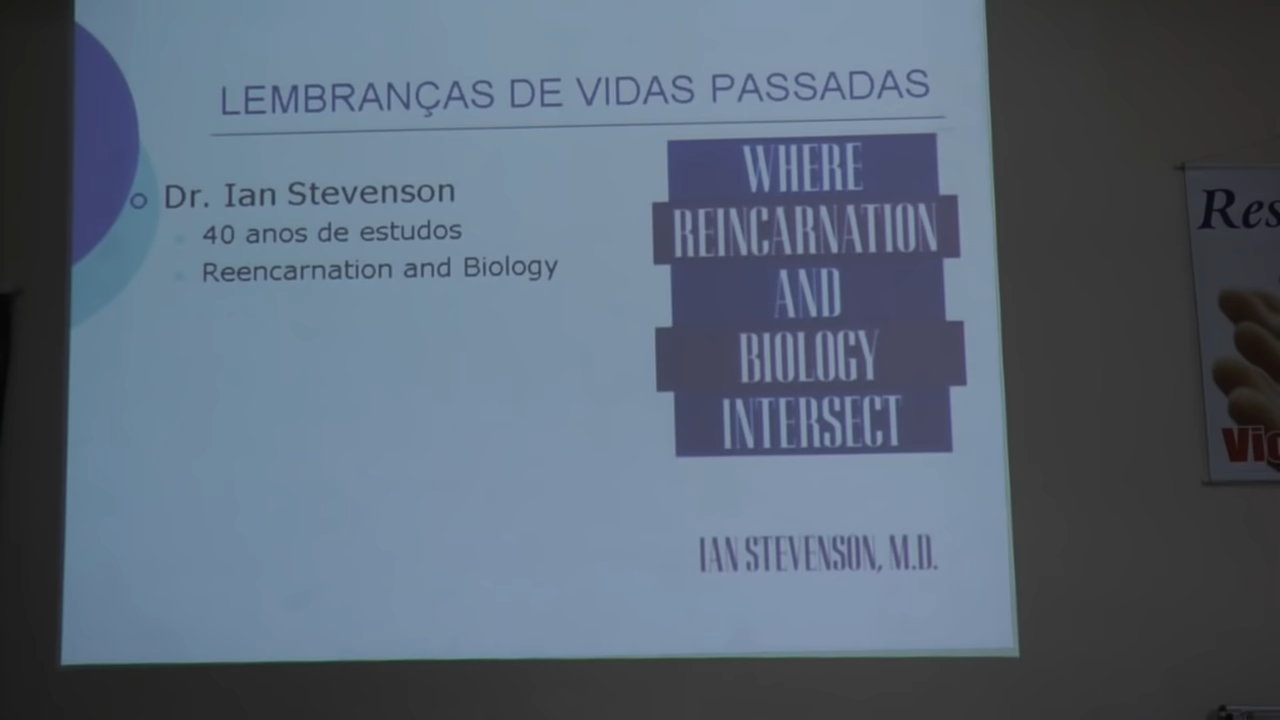 LEMBRANÇAS DE VIDAS PASSADAS
Dr. Ian Stevenson
40 anos de estudos
Reencarnation and Biology
WHERE
REINCARNATION
AND
BIOLOGY
INTERSECT
IAN STEVENSON, M.D.